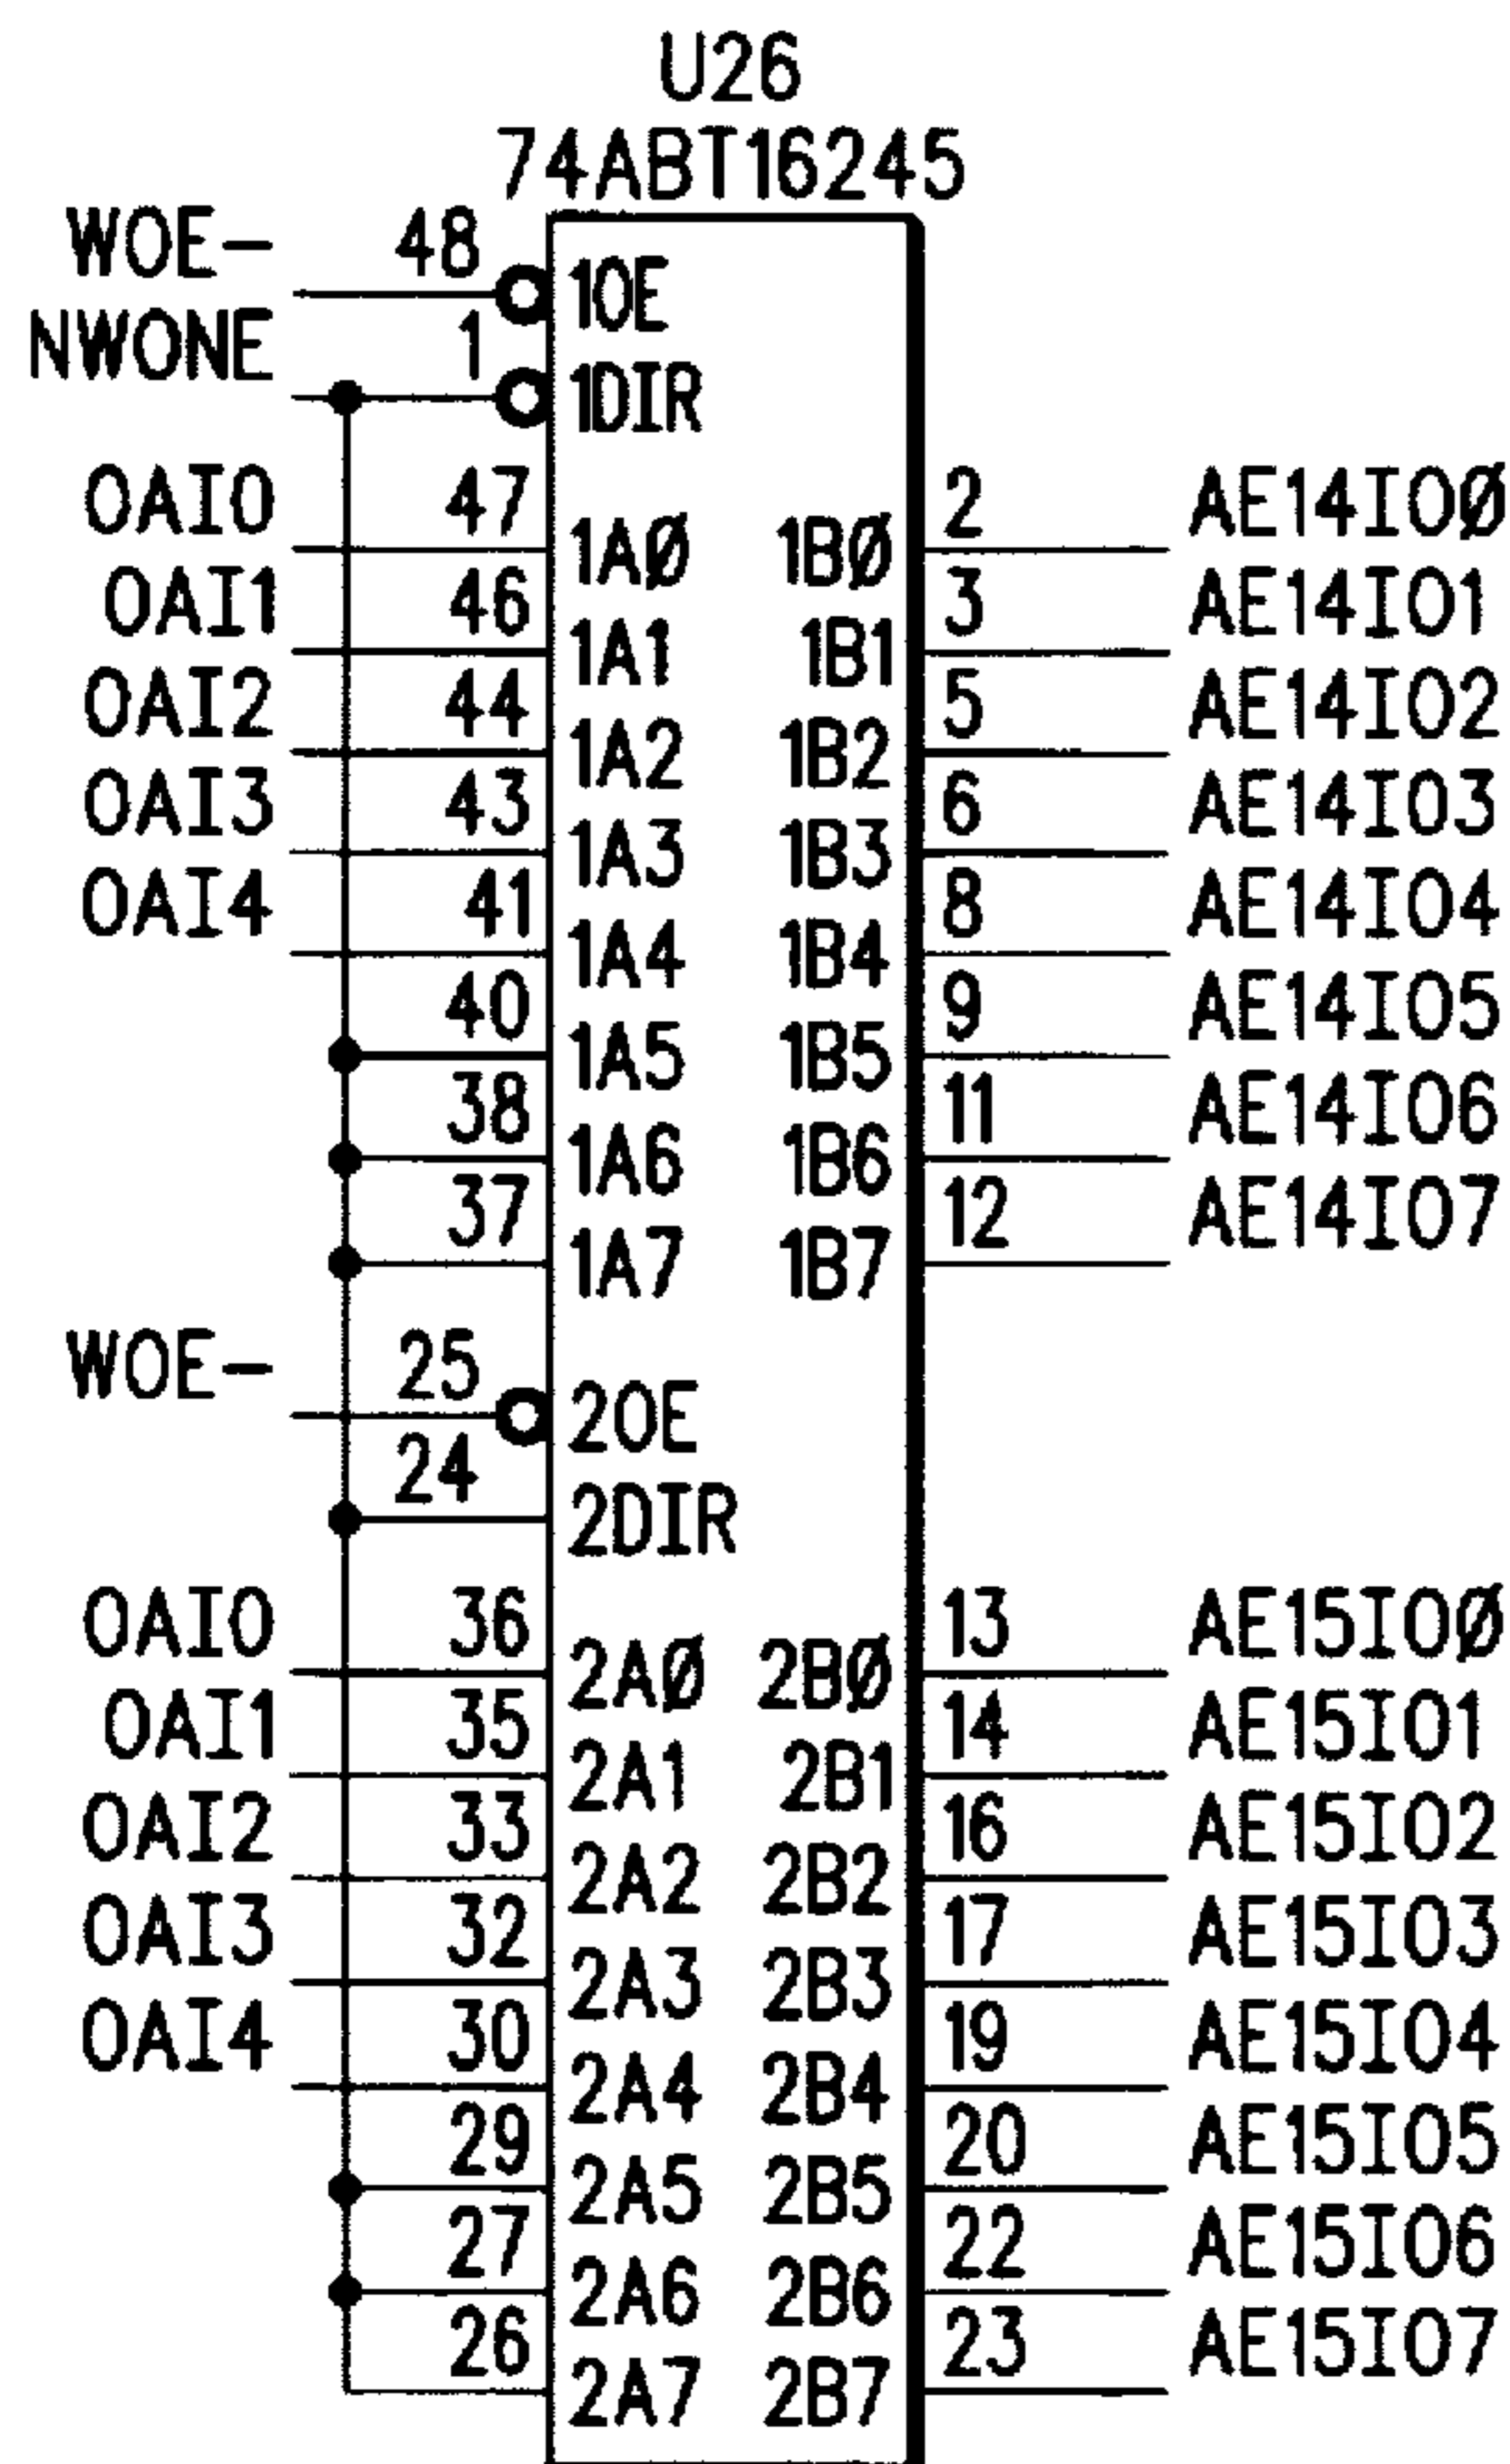 U26
74ABT16245
WOE- 48 1OE
NWONE 1 1DIR
OAI0 47 1AØ 1BØ 2 AE14IOØ
OAI1 46 1A1 1B1 3 AE14IO1
OAI2 44 1A2 1B2 5 AE14IO2
OAI3 43 1A3 1B3 6 AE14IO3
OAI4 41 1A4 1B4 8 AE14IO4
40 1A5 1B5 9 AE14IO5
38 1A6 1B6 11 AE14IO6
37 1A7 1B7 12 AE14IO7
WOE- 25 2OE
24 2DIR
OAI0 36 2AØ 2BØ 13 AE15IOØ
OAI1 35 2A1 2B1 14 AE15IO1
OAI2 33 2A2 2B2 16 AE15IO2
OAI3 32 2A3 2B3 17 AE15IO3
OAI4 30 2A4 2B4 19 AE15IO4
29 2A5 2B5 20 AE15IO5
27 2A6 2B6 22 AE15IO6
26 2A7 2B7 23 AE15IO7